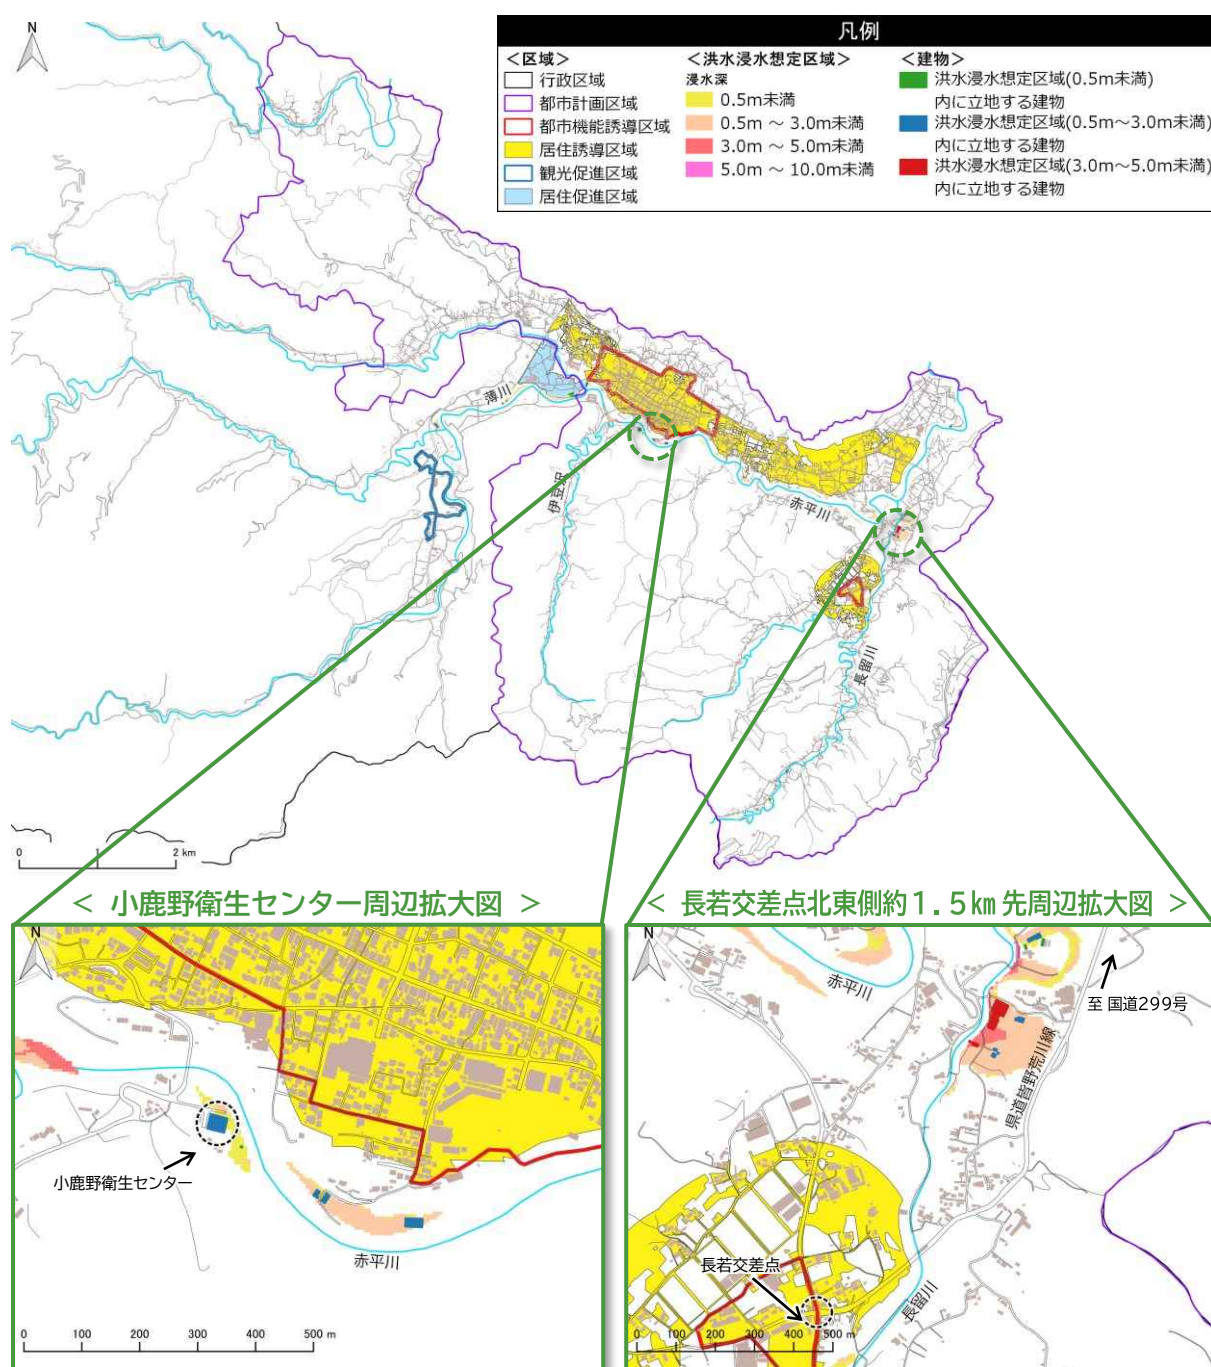 N
凡例
＜区域＞
行政区域
都市計画区域
都市機能誘導区域
居住誘導区域
観光促進区域
居住促進区域
＜洪水浸水想定区域＞
浸水深
0.5m未満
0.5m ～ 3.0m未満
3.0m ～ 5.0m未満
5.0m ～ 10.0m未満
＜建物＞
洪水浸水想定区域(0.5m未満)
内に立地する建物
洪水浸水想定区域(0.5m～3.0m未満)
内に立地する建物
洪水浸水想定区域(3.0m～5.0m未満)
内に立地する建物
薄川
伊豆沢
赤平川
長留川
0 1 2 km
＜ 小鹿野衛生センター周辺拡大図 ＞
N
小鹿野衛生センター
赤平川
0 100 200 300 400 500 m
＜ 長若交差点北東側約１.５㎞先周辺拡大図 ＞
N
赤平川
至 国道299号
県道皆野荒川線
長若交差点
長留川
0 100 200 300 400 500 m